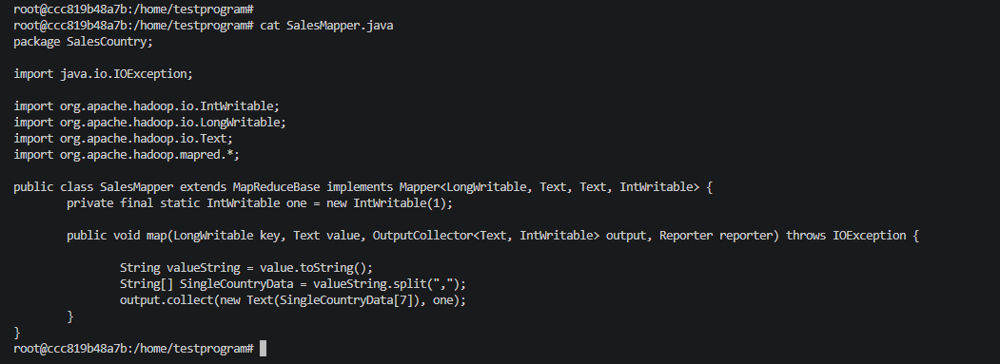 root@ccc819b48a7b:/home/testprogram#
root@ccc819b48a7b:/home/testprogram# cat SalesMapper.java
package SalesCountry;

import java.io.IOException;

import org.apache.hadoop.io.IntWritable;
import org.apache.hadoop.io.LongWritable;
import org.apache.hadoop.io.Text;
import org.apache.hadoop.mapred.*;

public class SalesMapper extends MapReduceBase implements Mapper<LongWritable, Text, Text, IntWritable> {
        private final static IntWritable one = new IntWritable(1);

        public void map(LongWritable key, Text value, OutputCollector<Text, IntWritable> output, Reporter reporter) throws IOException {

                String valueString = value.toString();
                String[] SingleCountryData = valueString.split(",");
                output.collect(new Text(SingleCountryData[7]), one);
        }
}
root@ccc819b48a7b:/home/testprogram#